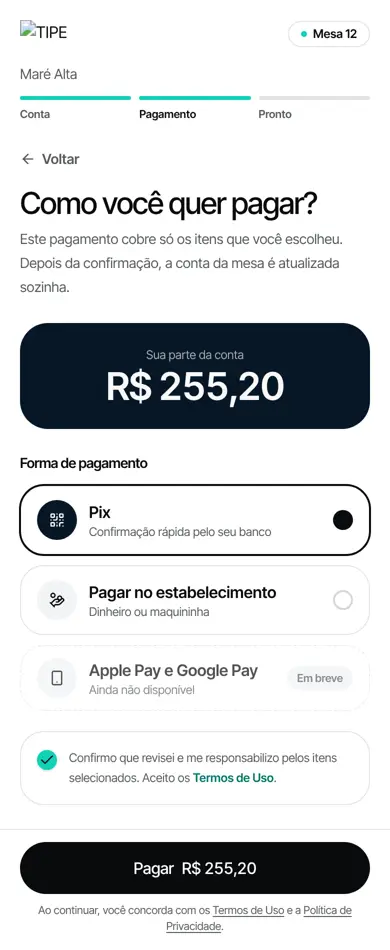 TIPE
Mesa 12
Maré Alta
Conta
Pagamento
Pronto
Voltar
Como você quer pagar?
Este pagamento cobre só os itens que você escolheu.
Depois da confirmação, a conta da mesa é atualizada
sozinha.
Sua parte da conta
R$ 255,20
Forma de pagamento
Pix
Confirmação rápida pelo seu banco
Pagar no estabelecimento
Dinheiro ou maquininha
Apple Pay e Google Pay
Ainda não disponível
Em breve
Confirmo que revisei e me responsabilizo pelos itens
selecionados. Aceito os Termos de Uso.
Pagar R$ 255,20
Ao continuar, você concorda com os Termos de Uso e a Política de
Privacidade.